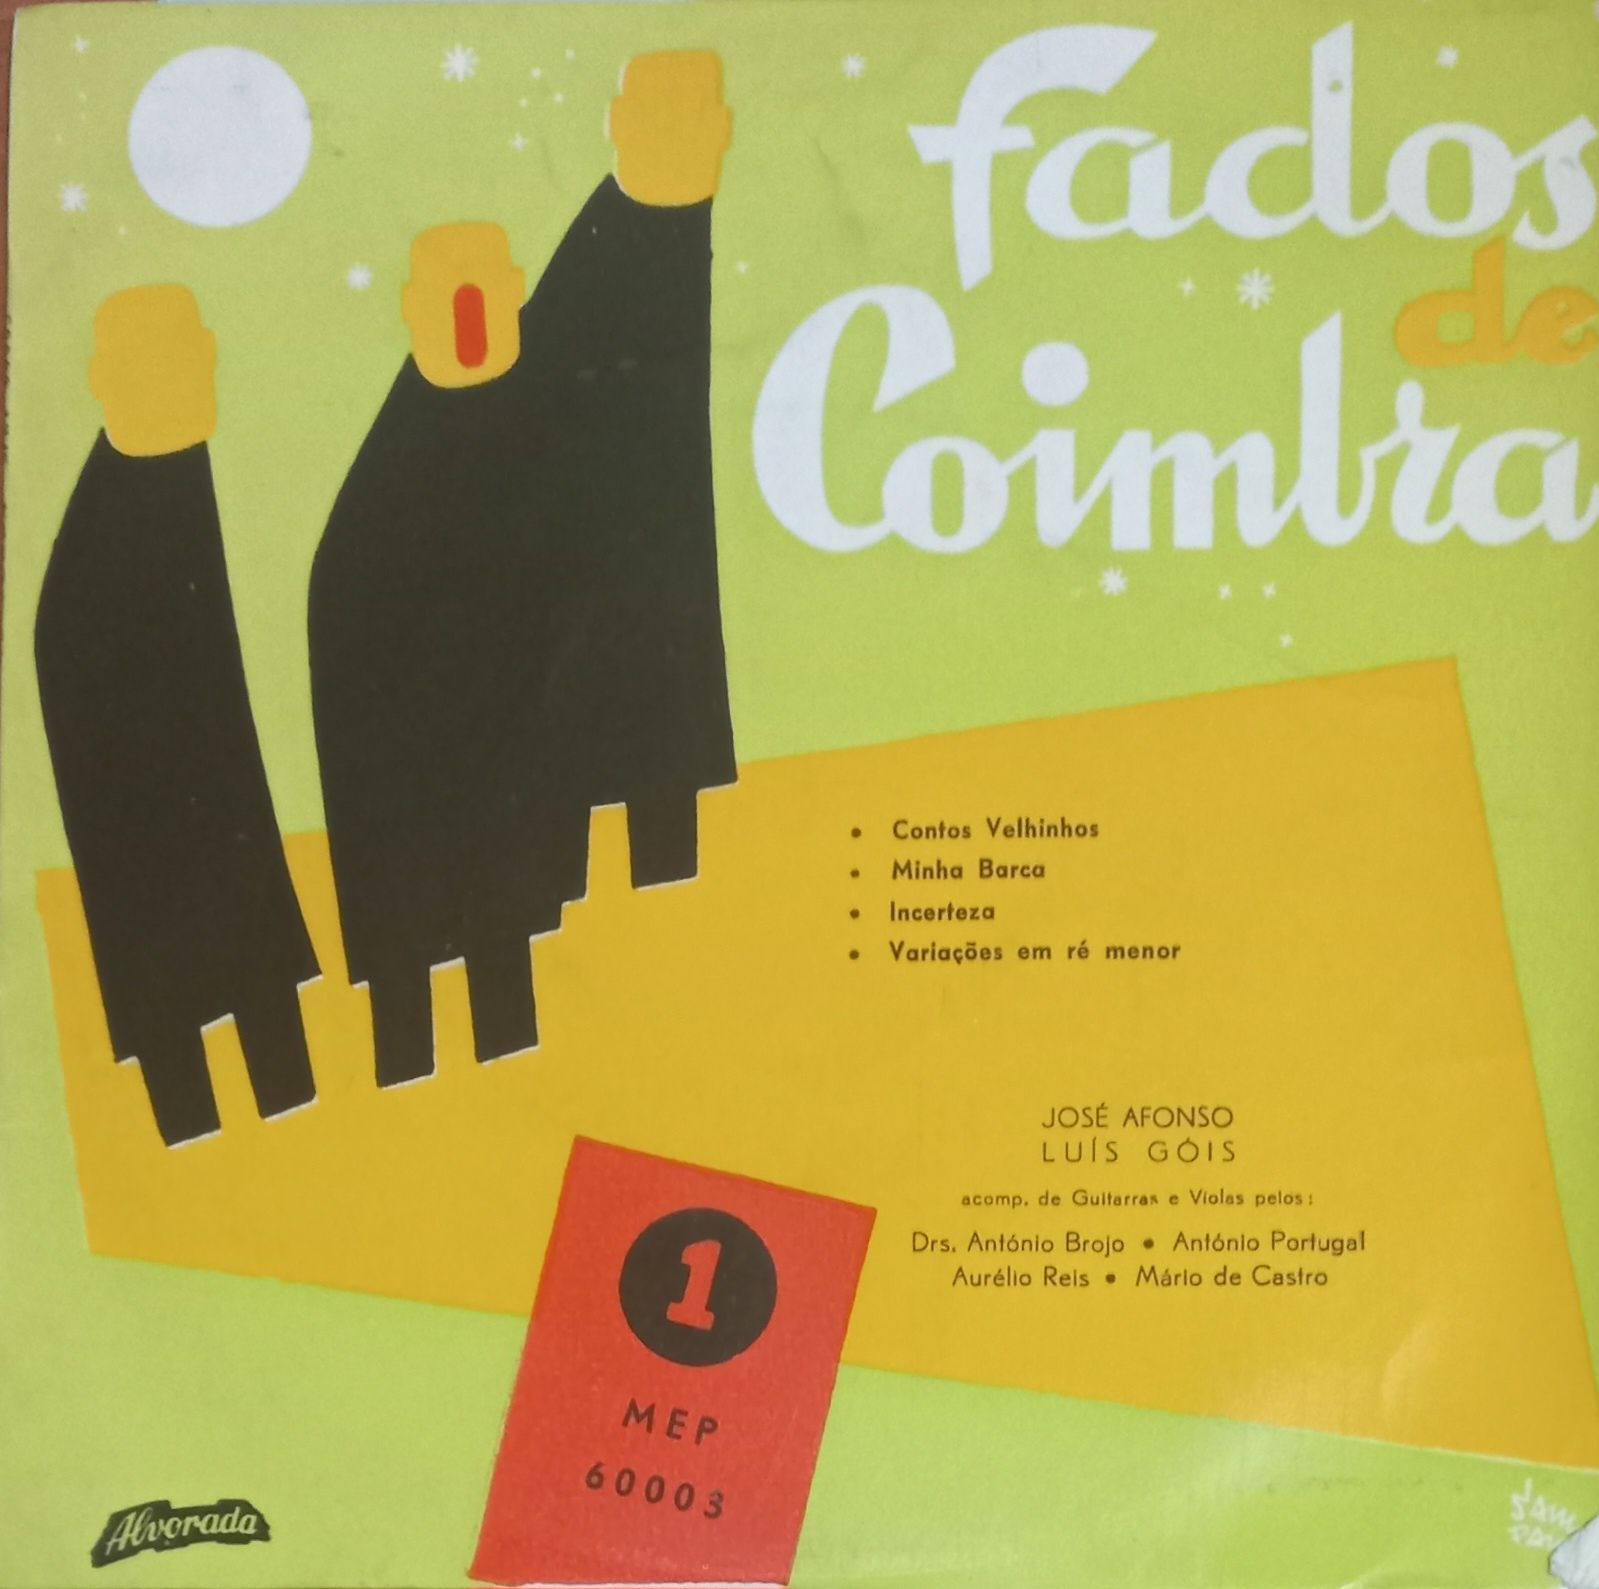 fados
de
Coimbra
• Contos Velhinhos
• Minha Barca
• Incerteza
• Variações em ré menor
JOSÉ AFONSO
LUÍS GÓIS
acomp. de Guitarras e Violas pelos:
Drs. António Brojo • António Portugal
Aurélio Reis • Mário de Castro
1
MEP
60003
Alvorada